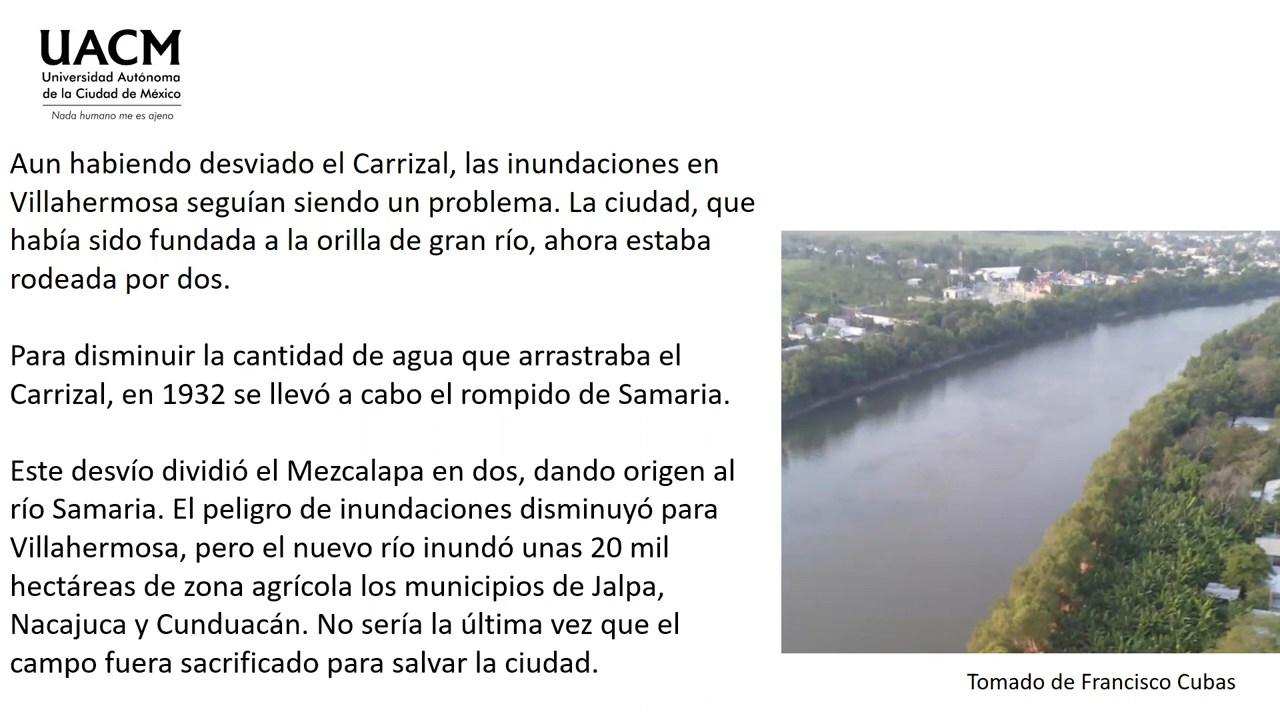 UACM
Universidad Autónoma
de la Ciudad de México
Nada humano me es ajeno
Aun habiendo desviado el Carrizal, las inundaciones en
Villahermosa seguían siendo un problema. La ciudad, que
había sido fundada a la orilla de gran río, ahora estaba
rodeada por dos.
Para disminuir la cantidad de agua que arrastraba el
Carrizal, en 1932 se llevó a cabo el rompido de Samaria.
Este desvío dividió el Mezcalapa en dos, dando origen al
río Samaria. El peligro de inundaciones disminuyó para
Villahermosa, pero el nuevo río inundó unas 20 mil
hectáreas de zona agrícola los municipios de Jalpa,
Nacajuca y Cunduacán. No sería la última vez que el
campo fuera sacrificado para salvar la ciudad.
Tomado de Francisco Cubas